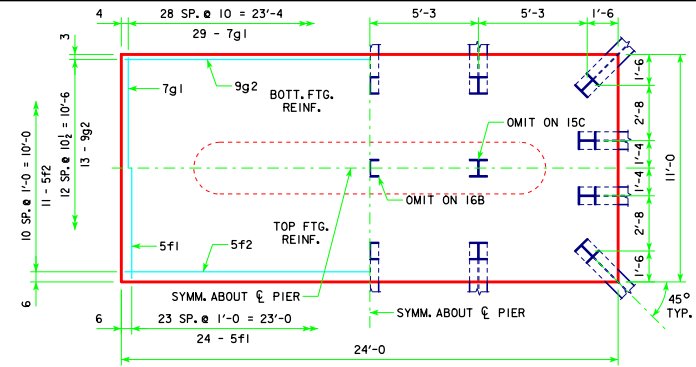 4
28 SP. @ 10 = 23'-4
29 - 7g1
5'-3
5'-3
1'-6
3
12 SP. @ 10 1/2 = 10'-6
13 - 9g2
10 SP. @ 1'-0 = 10'-0
11 - 5f2
6
7g1
9g2
BOTT. FTG.
REINF.
OMIT ON 15C
OMIT ON 16B
TOP FTG.
REINF.
5f1
5f2
SYMM. ABOUT ℄ PIER
SYMM. ABOUT ℄ PIER
1'-6
2'-8
1'-4
1'-4
2'-8
1'-6
11'-0
45°
TYP.
6
23 SP. @ 1'-0 = 23'-0
24 - 5f1
24'-0